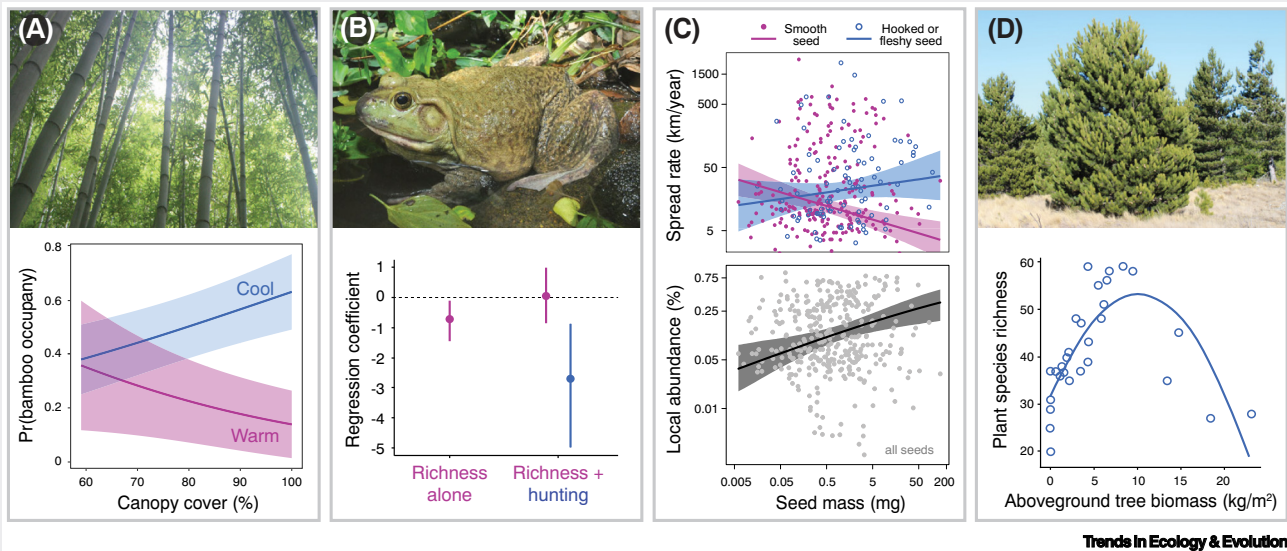 (A)
0.8
0.6
0.4
0.2
0
Pr(bamboo occupany)
Cool
Warm
60 70 80 90 100
Canopy cover (%)
(B)
1
0
-1
-2
-3
-4
-5
Regression coefficient
Richness
alone
Richness +
hunting
(C)
Smooth
seed
Hooked or
fleshy seed
1500
500
50
5
Spread rate (km/year)
0.75
0.25
0.05
0.01
Local abundance (%)
all seeds
0.005 0.05 0.5 5 50 200
Seed mass (mg)
(D)
60
50
40
30
20
Plant species richness
0 5 10 15 20
Aboveground tree biomass (kg/m²)
Trends in Ecology & Evolution